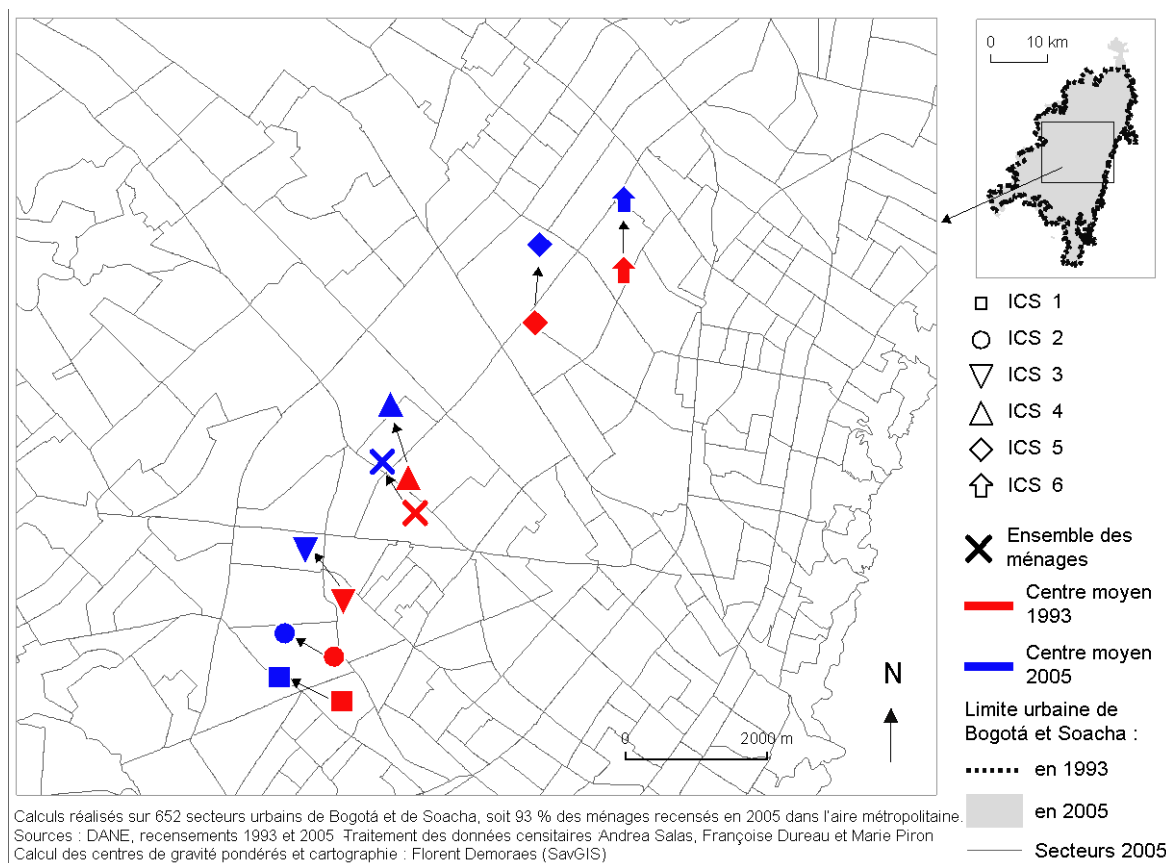 0 10 km
ICS 1
ICS 2
ICS 3
ICS 4
ICS 5
ICS 6
Ensemble des
ménages
Centre moyen
1993
Centre moyen
2005
N
Limite urbaine de
Bogotá et Soacha :
en 1993
en 2005
Secteurs 2005
0 2000 m
Calculs réalisés sur 652 secteurs urbains de Bogotá et de Soacha, soit 93 % des ménages recensés en 2005 dans l'aire métropolitaine.
Sources : DANE, recensements 1993 et 2005 Traitement des données censitaires :Andrea Salas, Françoise Dureau et Marie Piron
Calcul des centres de gravité pondérés et cartographie : Florent Demoraes (SavGIS)